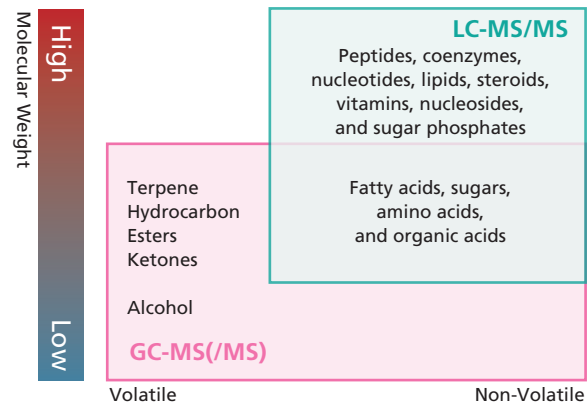 High
Low
Molecular Weight
LC-MS/MS
Peptides, coenzymes,
nucleotides, lipids, steroids,
vitamins, nucleosides,
and sugar phosphates
Terpene
Hydrocarbon
Esters
Ketones
Alcohol
Fatty acids, sugars,
amino acids,
and organic acids
GC-MS(/MS)
Volatile
Non-Volatile